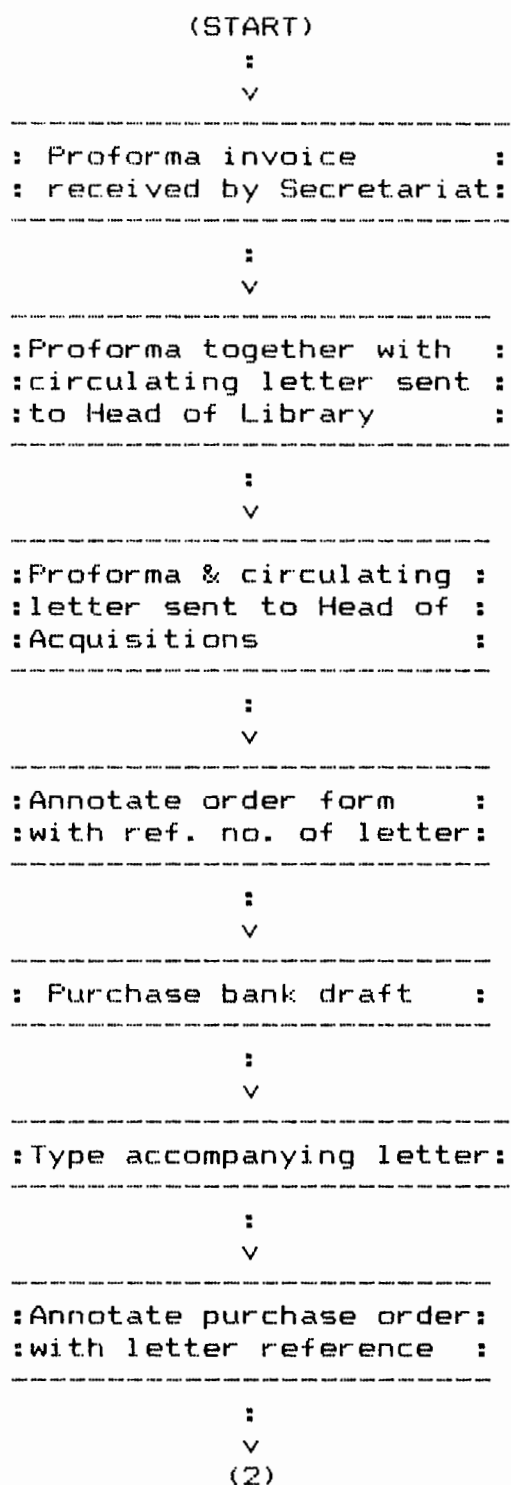 (START)
:
v
: Proforma invoice :
: received by Secretariat:
:
v
:Proforma together with :
:circulating letter sent :
:to Head of Library :
:
v
:Proforma & circulating :
:letter sent to Head of :
:Acquisitions :
:
v
:Annotate order form :
:with ref. no. of letter:
:
v
: Purchase bank draft :
:
v
:Type accompanying letter:
:
v
:Annotate purchase order:
:with letter reference :
:
v
(2)